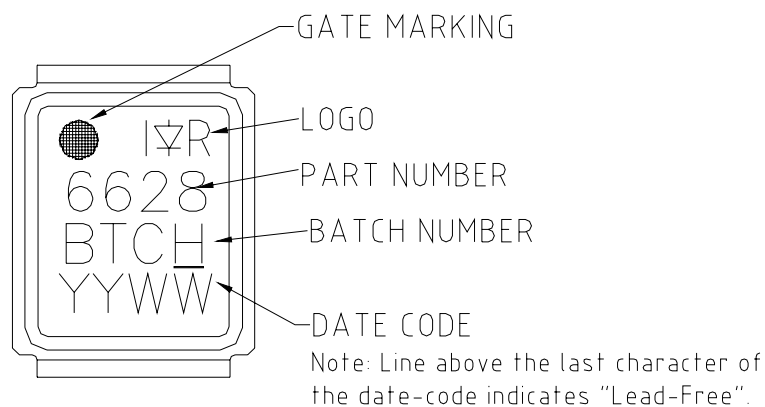 GATE MARKING
I R
LOGO
6628
PART NUMBER
BTCH
BATCH NUMBER
YYWW
DATE CODE
Note: Line above the last character of
the date-code indicates "Lead-Free".